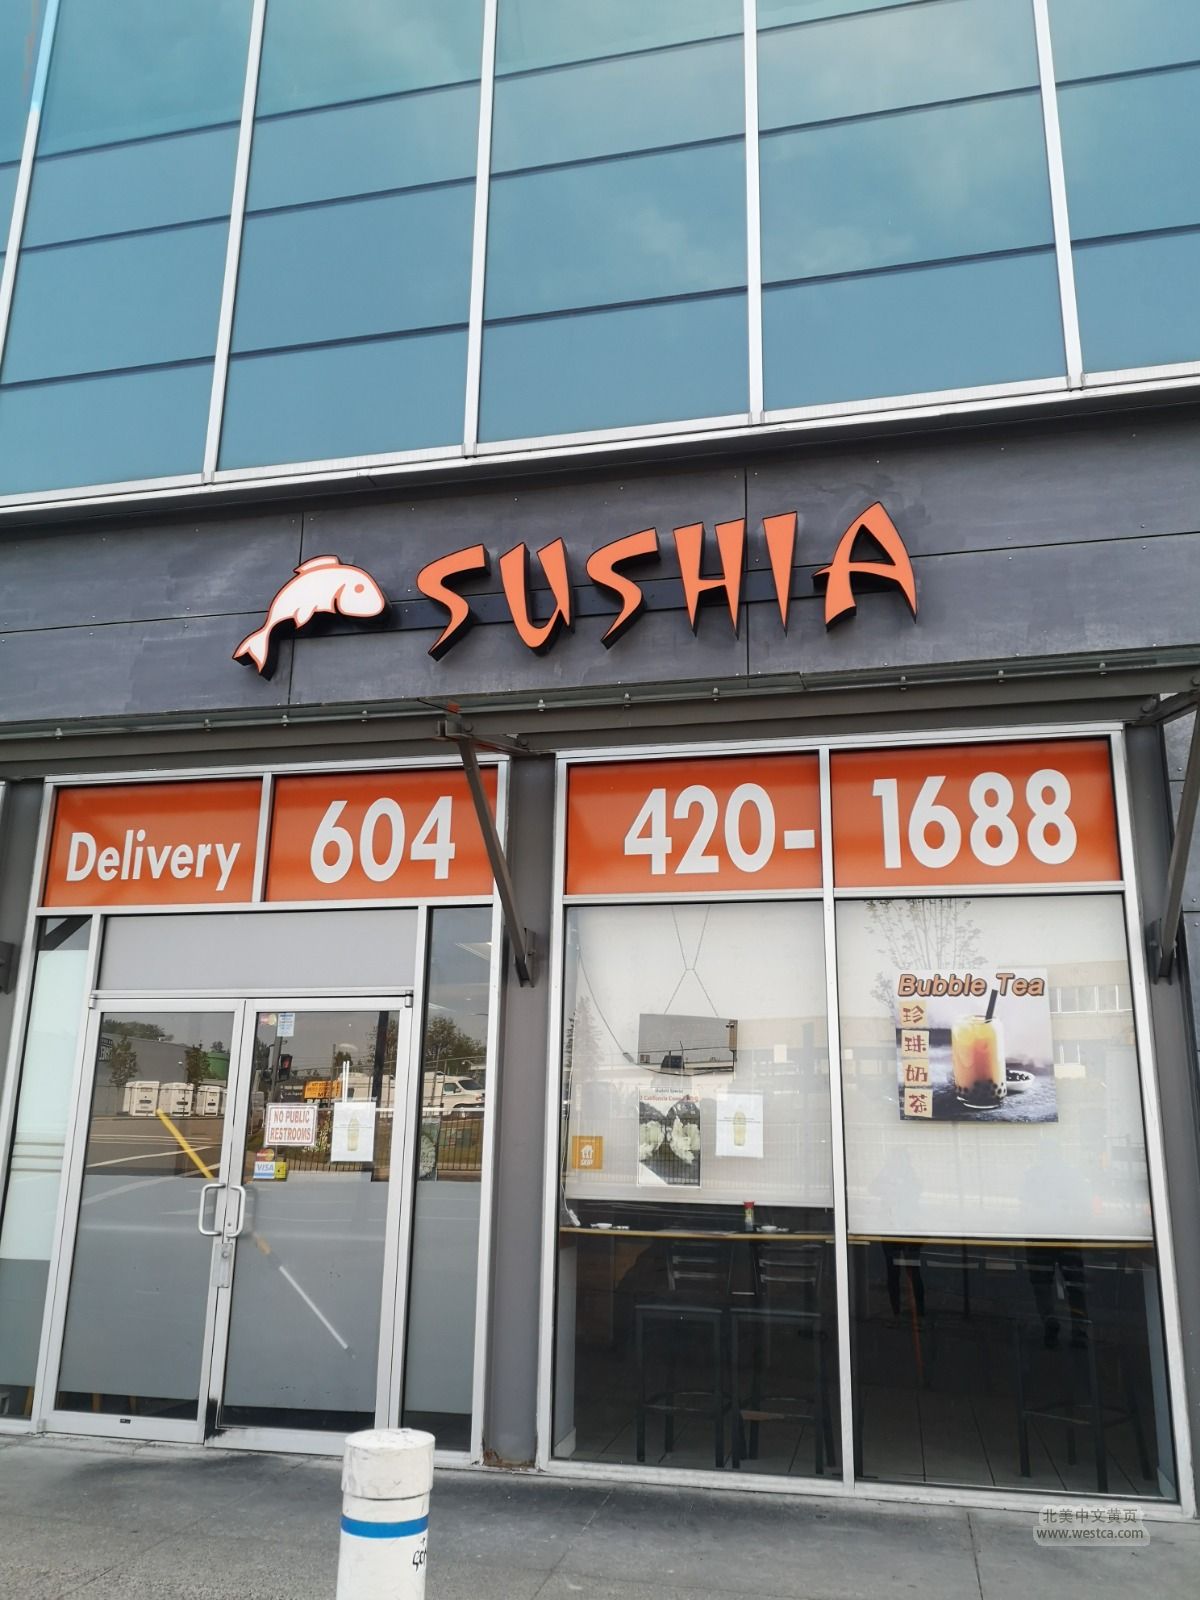 SUSHIA
Delivery 604 420-1688
Bubble Tea
珍珠奶茶
NO PUBLIC
RESTROOMS
VISA
SKIP
北美中文黄页
www.westca.com